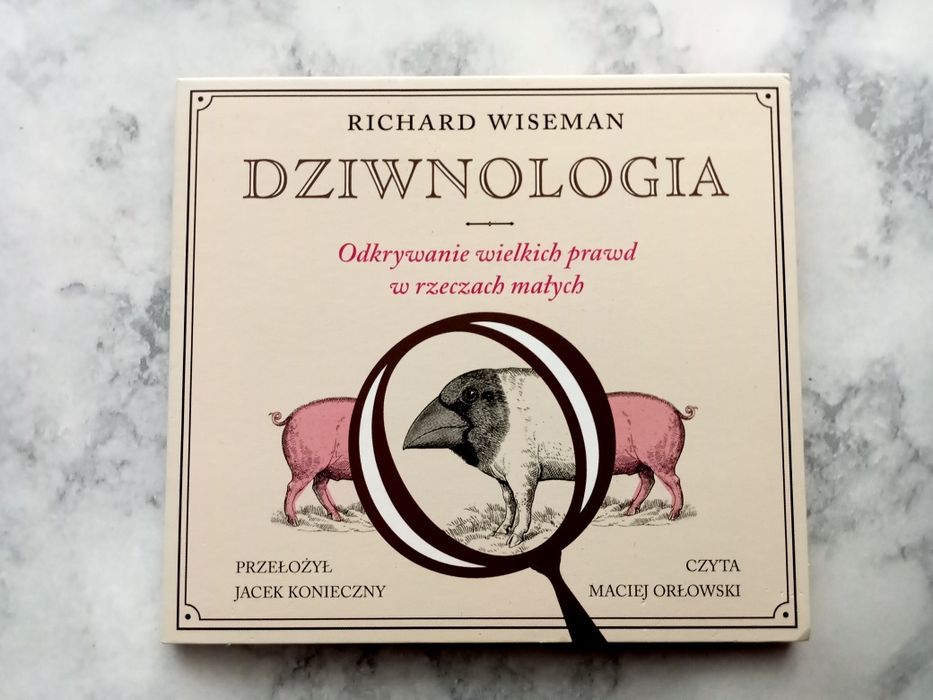 RICHARD WISEMAN
DZIWNOLOGIA
Odkrywanie wielkich prawd
w rzeczach małych
PRZEŁOŻYŁ
JACEK KONIECZNY
CZYTA
MACIEJ ORŁOWSKI